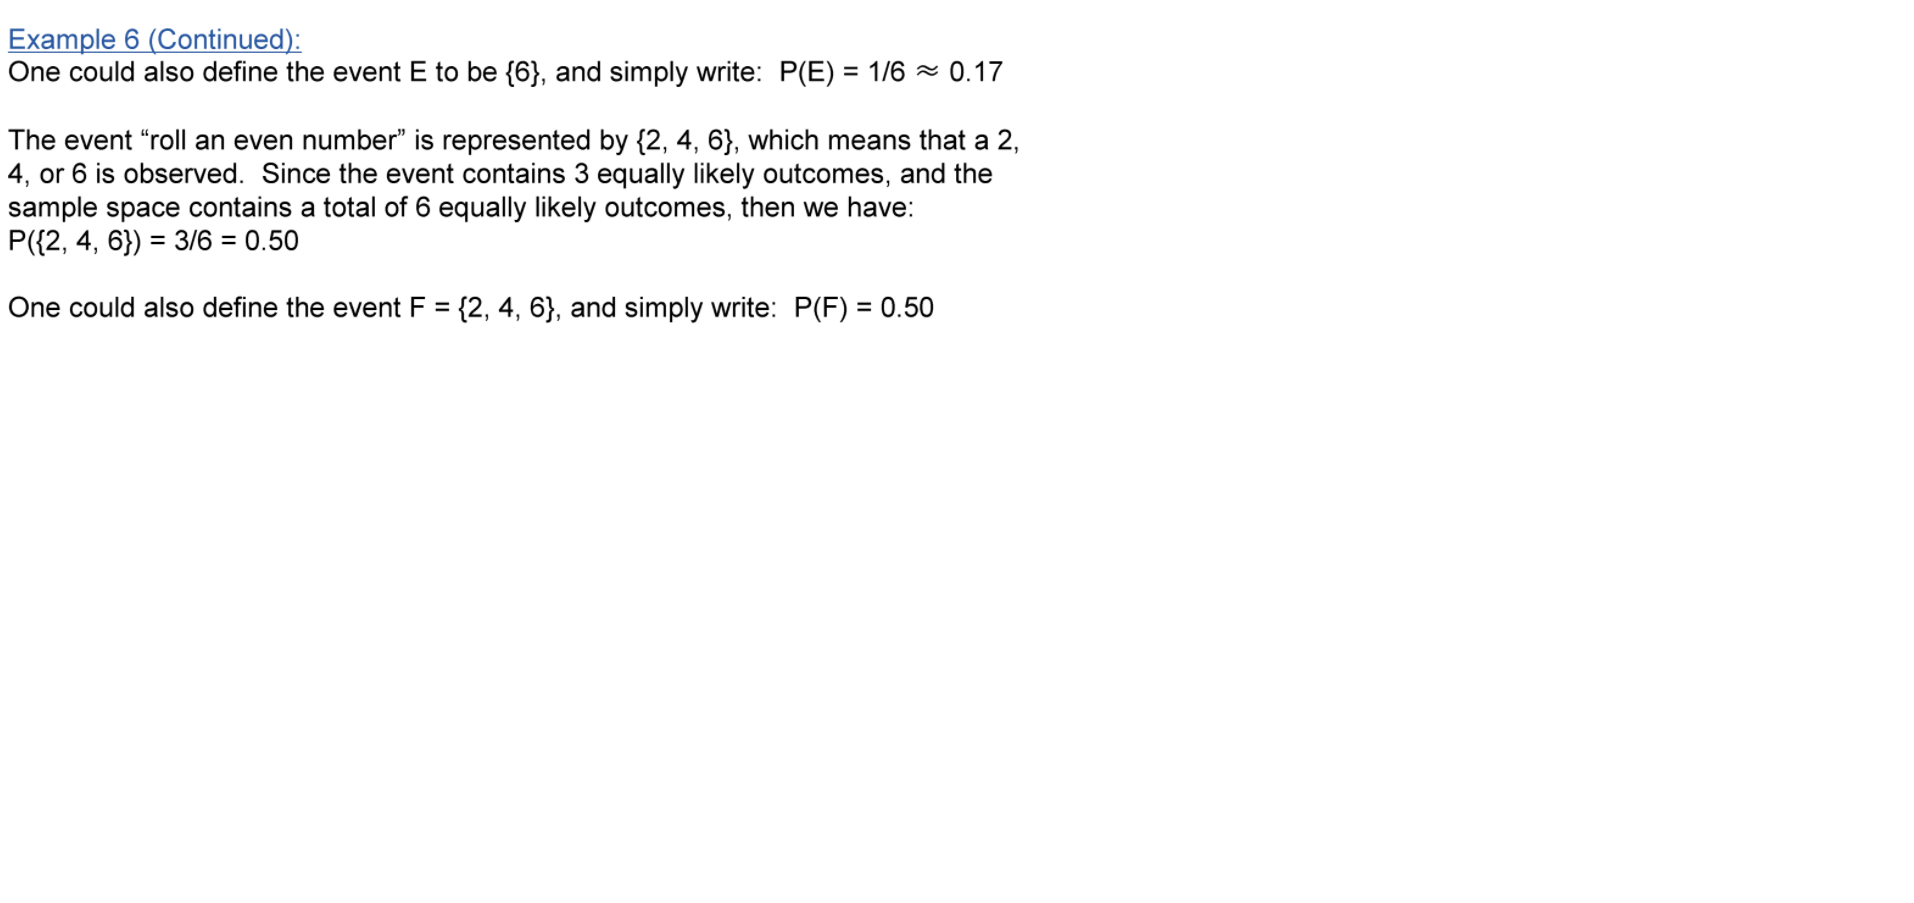 Example 6 (Continued):
One could also define the event E to be {6}, and simply write:  P(E) = 1/6 ≈ 0.17
The event “roll an even number” is represented by {2, 4, 6}, which means that a 2,
4, or 6 is observed.  Since the event contains 3 equally likely outcomes, and the
sample space contains a total of 6 equally likely outcomes, then we have:
P({2, 4, 6}) = 3/6 = 0.50
One could also define the event F = {2, 4, 6}, and simply write:  P(F) = 0.50